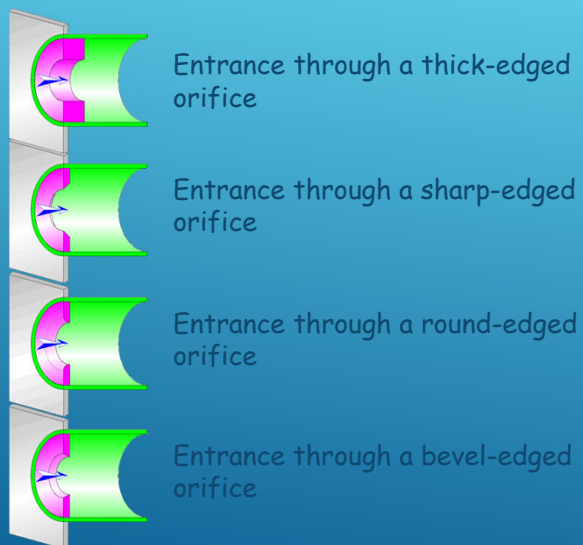 Entrance through a thick-edged
orifice
Entrance through a sharp-edged
orifice
Entrance through a round-edged
orifice
Entrance through a bevel-edged
orifice